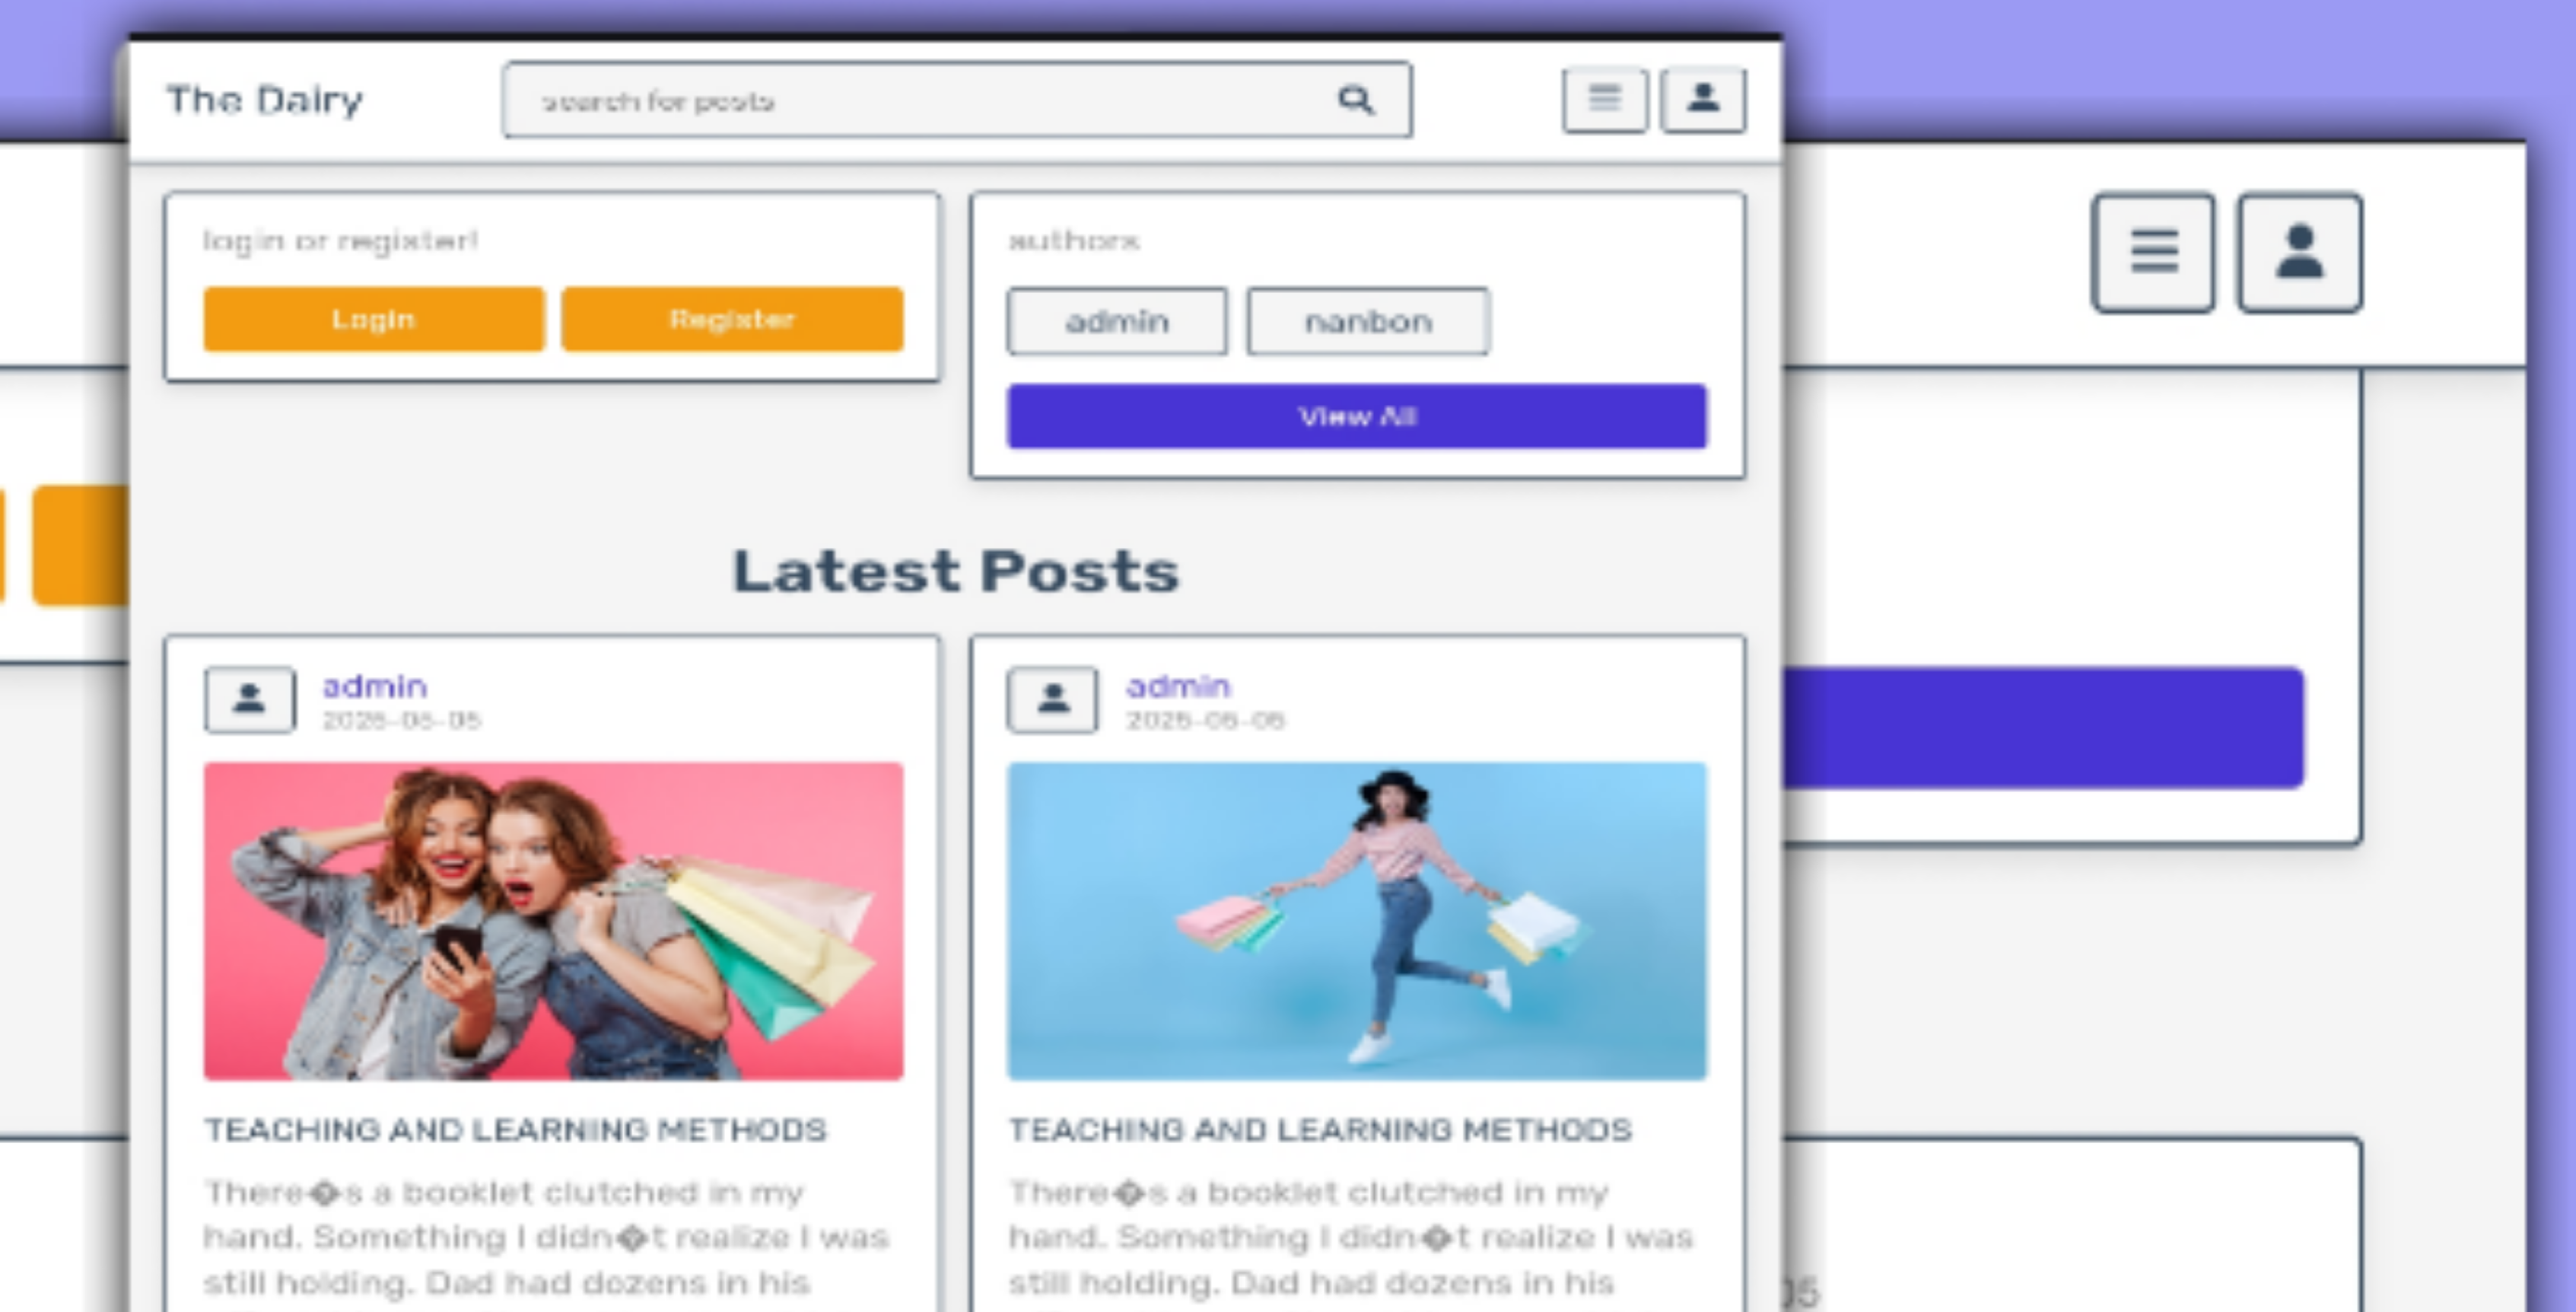 The Dairy
search for posts
login or register!
Login
Register
authors
admin
nanbon
View All
Latest Posts
admin
2025-05-05
TEACHING AND LEARNING METHODS
There�s a booklet clutched in my
hand. Something I didn�t realize I was
still holding. Dad had dozens in his
admin
2025-05-05
TEACHING AND LEARNING METHODS
There�s a booklet clutched in my
hand. Something I didn�t realize I was
still holding. Dad had dozens in his
05